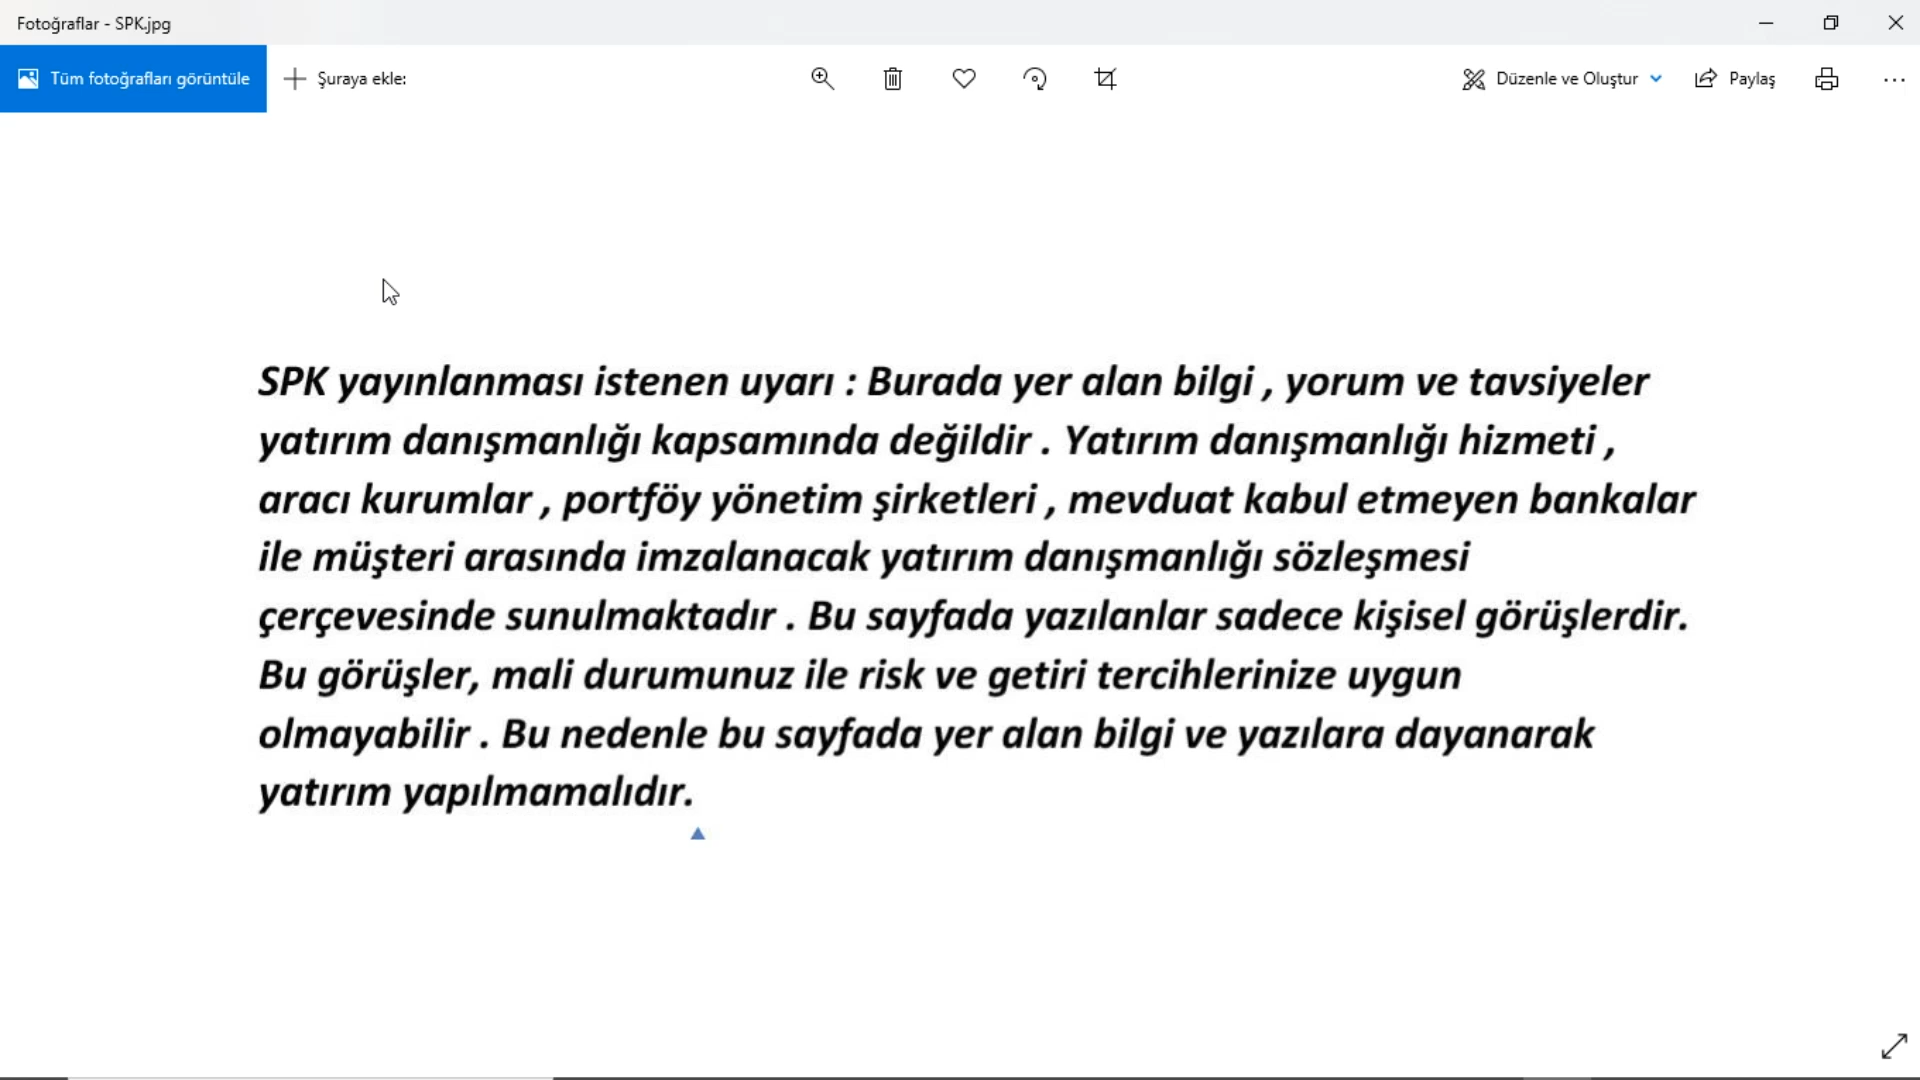 Fotoğraflar - SPK.jpg
Tüm fotoğrafları görüntüle
Şuraya ekle:
Düzenle ve Oluştur
Paylaş
SPK yayınlanması istenen uyarı : Burada yer alan bilgi , yorum ve tavsiyeler
yatırım danışmanlığı kapsamında değildir . Yatırım danışmanlığı hizmeti ,
aracı kurumlar , portföy yönetim şirketleri , mevduat kabul etmeyen bankalar
ile müşteri arasında imzalanacak yatırım danışmanlığı sözleşmesi
çerçevesinde sunulmaktadır . Bu sayfada yazılanlar sadece kişisel görüşlerdir.
Bu görüşler, mali durumunuz ile risk ve getiri tercihlerinize uygun
olmayabilir . Bu nedenle bu sayfada yer alan bilgi ve yazılara dayanarak
yatırım yapılmamalıdır.